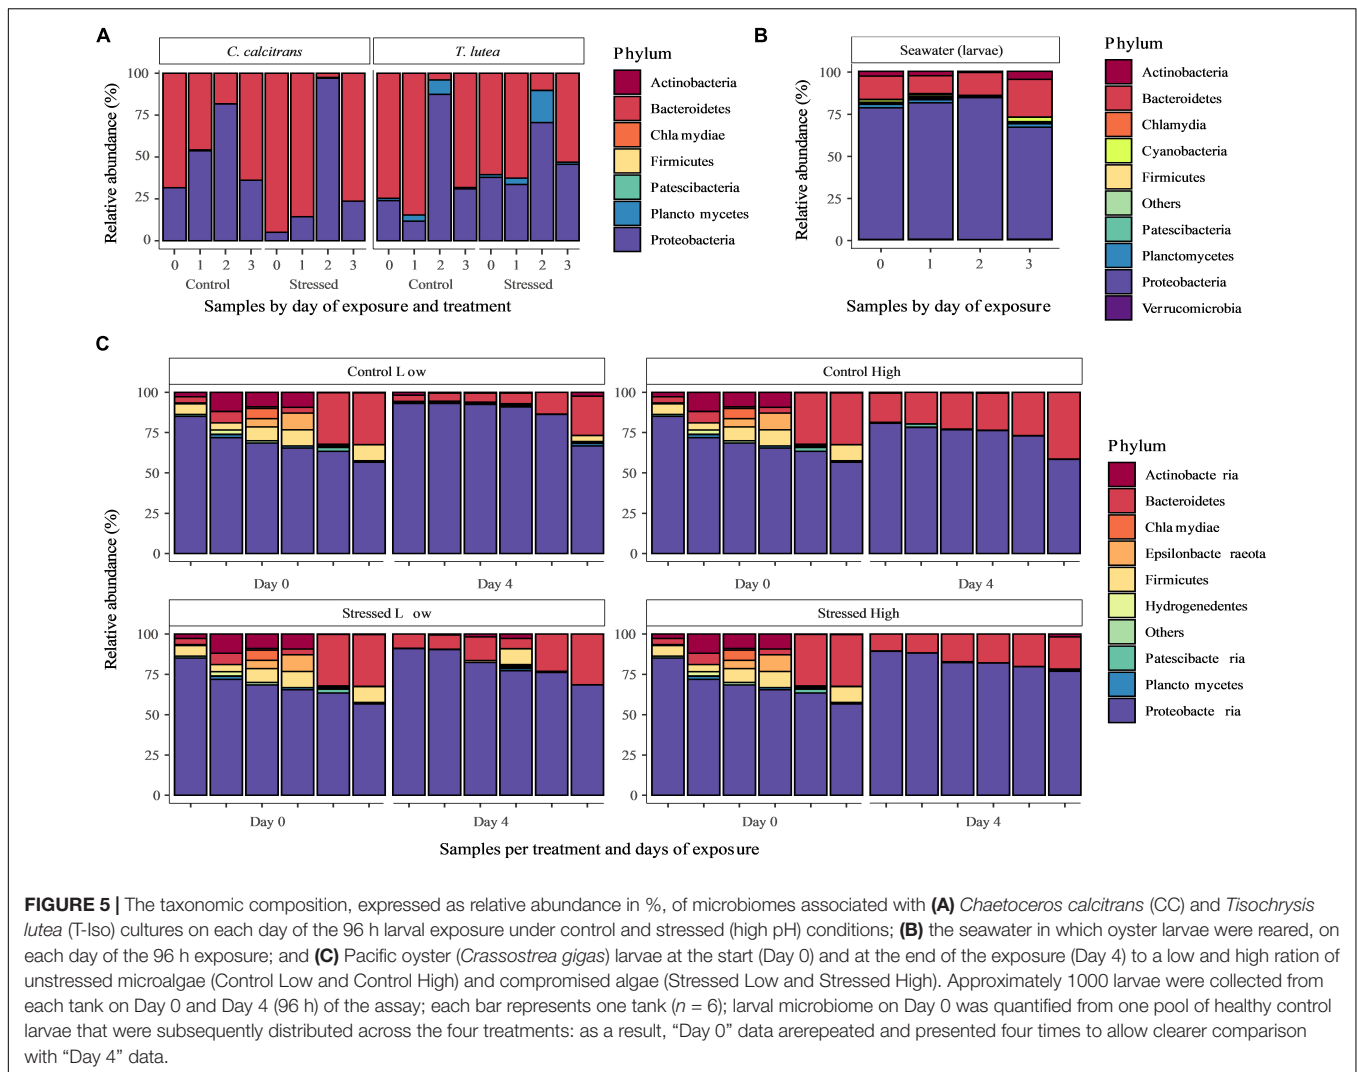 A
C. calcitrans
T. lutea
Relative abundance (%)
100
75
50
25
0
0 1 2 3 0 1 2 3 0 1 2 3 0 1 2 3
Control Stressed Control Stressed
Samples by day of exposure and treatment
Phylum
Actinobacteria
Bacteroidetes
Chla mydiae
Firmicutes
Patescibacteria
Plancto mycetes
Proteobacteria
B
Seawater (larvae)
Relative abundance (%)
100
75
50
25
0
0 1 2 3
Samples by day of exposure
Phylum
Actinobacteria
Bacteroidetes
Chlamydia
Cyanobacteria
Firmicutes
Others
Patescibacteria
Planctomycetes
Proteobacteria
Verrucomicrobia
C
Control L ow
Control High
100
75
50
25
0
Day 0 Day 4
100
75
50
25
0
Day 0 Day 4
Relative abundance (%)
Stressed L ow
Stressed High
100
75
50
25
0
Day 0 Day 4
100
75
50
25
0
Day 0 Day 4
Samples per treatment and days of exposure
Phylum
Actinobacte ria
Bacteroidetes
Chla mydiae
Epsilonbacte raeota
Firmicutes
Hydrogenedentes
Others
Patescibacte ria
Plancto mycetes
Proteobacte ria
FIGURE 5 | The taxonomic composition, expressed as relative abundance in %, of microbiomes associated with (A) Chaetoceros calcitrans (CC) and Tisochrysis
lutea (T-Iso) cultures on each day of the 96 h larval exposure under control and stressed (high pH) conditions; (B) the seawater in which oyster larvae were reared, on
each day of the 96 h exposure; and (C) Pacific oyster (Crassostrea gigas) larvae at the start (Day 0) and at the end of the exposure (Day 4) to a low and high ration of
unstressed microalgae (Control Low and Control High) and compromised algae (Stressed Low and Stressed High). Approximately 1000 larvae were collected from
each tank on Day 0 and Day 4 (96 h) of the assay; each bar represents one tank (n = 6); larval microbiome on Day 0 was quantified from one pool of healthy control
larvae that were subsequently distributed across the four treatments: as a result, “Day 0” data arerepeated and presented four times to allow clearer comparison
with “Day 4” data.